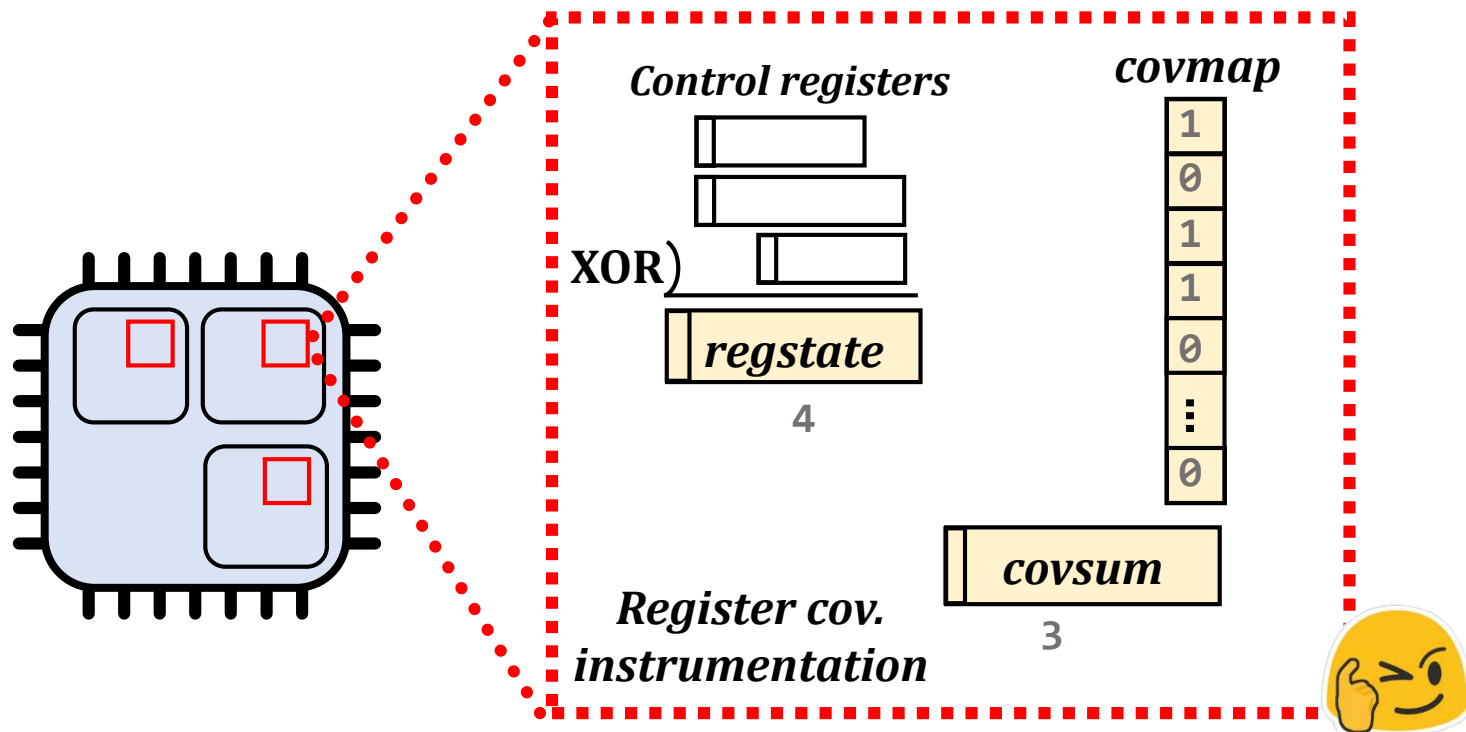 Control registers
XOR)
regstate
4
covmap
1
0
1
1
0
...
0
covsum
3
Register cov.
instrumentation